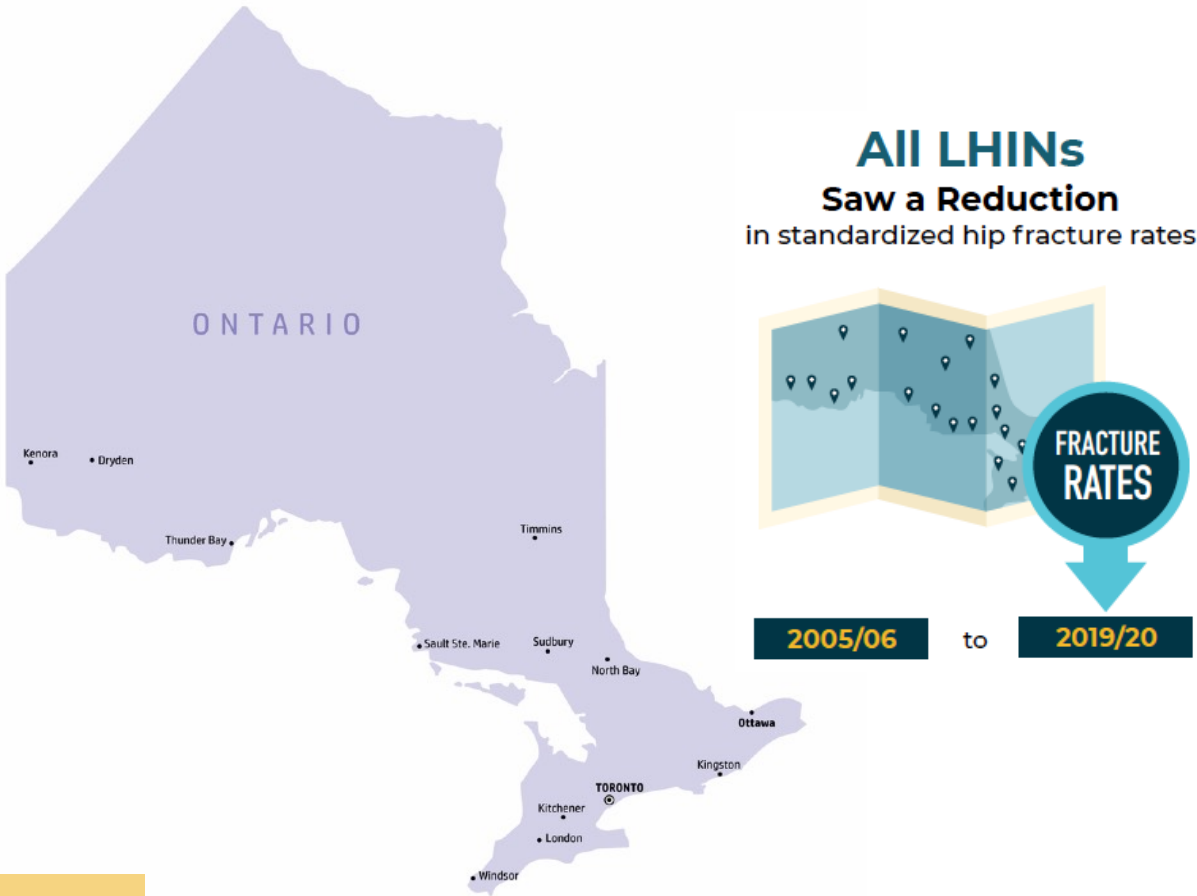 All LHINs
Saw a Reduction
in standardized hip fracture rates
ONTARIO
FRACTURE
RATES
Kenora
Dryden
Thunder Bay
Timmins
2005/06 to 2019/20
Sault Ste. Marie
Sudbury
North Bay
Ottawa
Kingston
TORONTO
Kitchener
London
Windsor